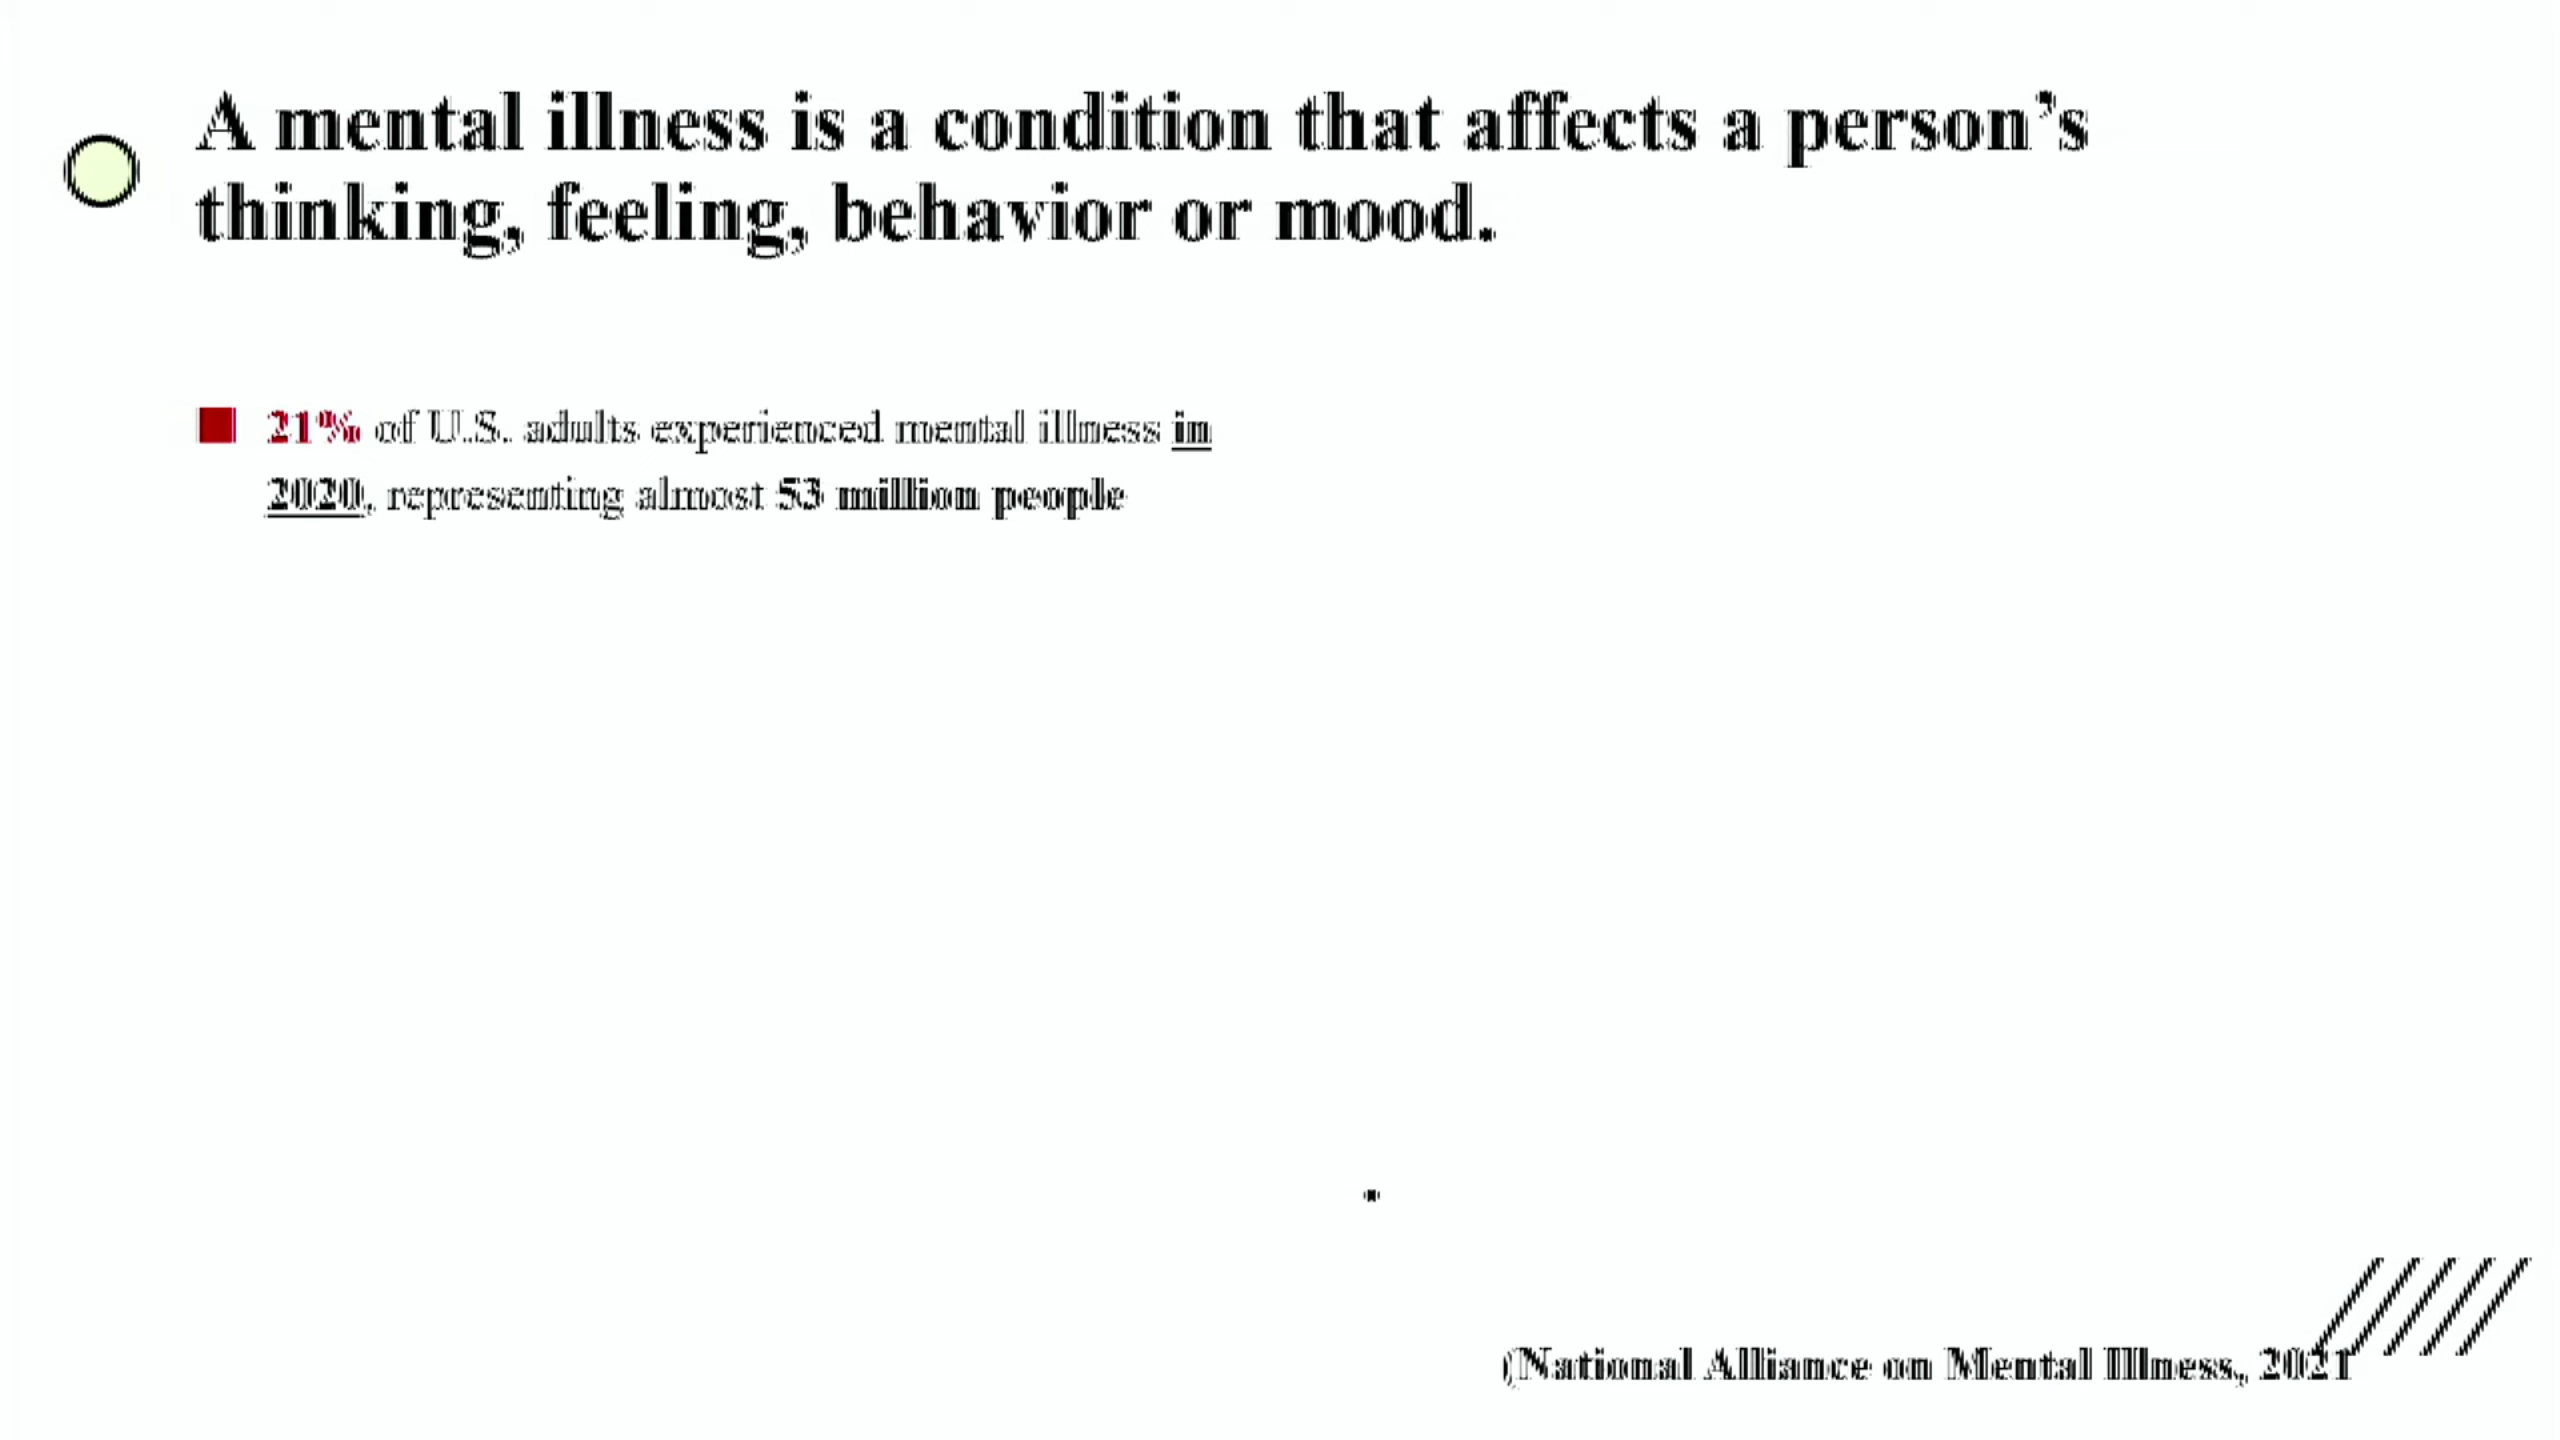 A mental illness is a condition that affects a person’s
thinking, feeling, behavior or mood.
21% of U.S. adults experienced mental illness in
2020, representing almost 53 million people
.
(National Alliance on Mental Illness, 2021